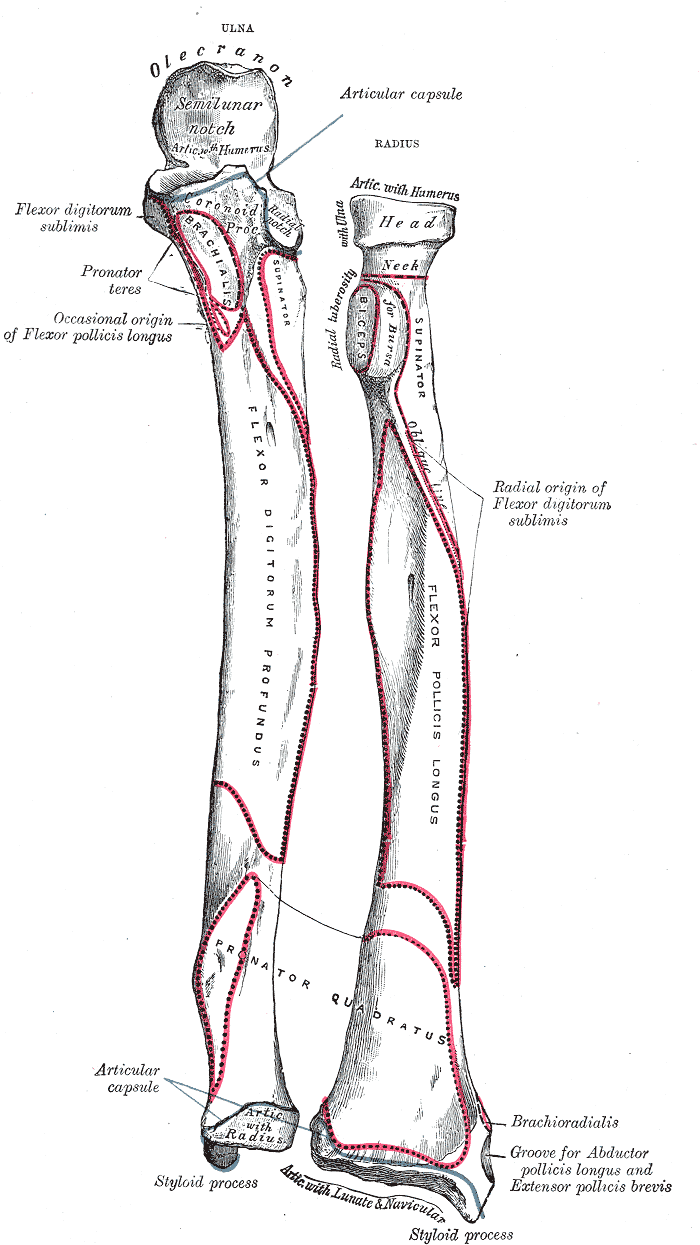 ULNA
Olecranon
Semilunar
notch
Artic. with Humerus
Articular capsule
RADIUS
Artic. with Humerus
with Ulna
Head
Neck
Coronoid
Proc.
Radial
notch
Flexor digitorum
sublimis
BRACHIALIS
SUPINATOR
Pronator
teres
Occasional origin
of Flexor pollicis longus
Radial tuberosity
BICEPS
for Bursa
SUPINATOR
oblique line
FLEXOR DIGITORUM PROFUNDUS
Radial origin of
Flexor digitorum
sublimis
FLEXOR POLLICIS LONGUS
PRONATOR QUADRATUS
Articular
capsule
Artic.
with
Radius
Styloid process
Brachioradialis
Groove for Abductor
pollicis longus and
Extensor pollicis brevis
Artic. with Lunate & Navicular
Styloid process